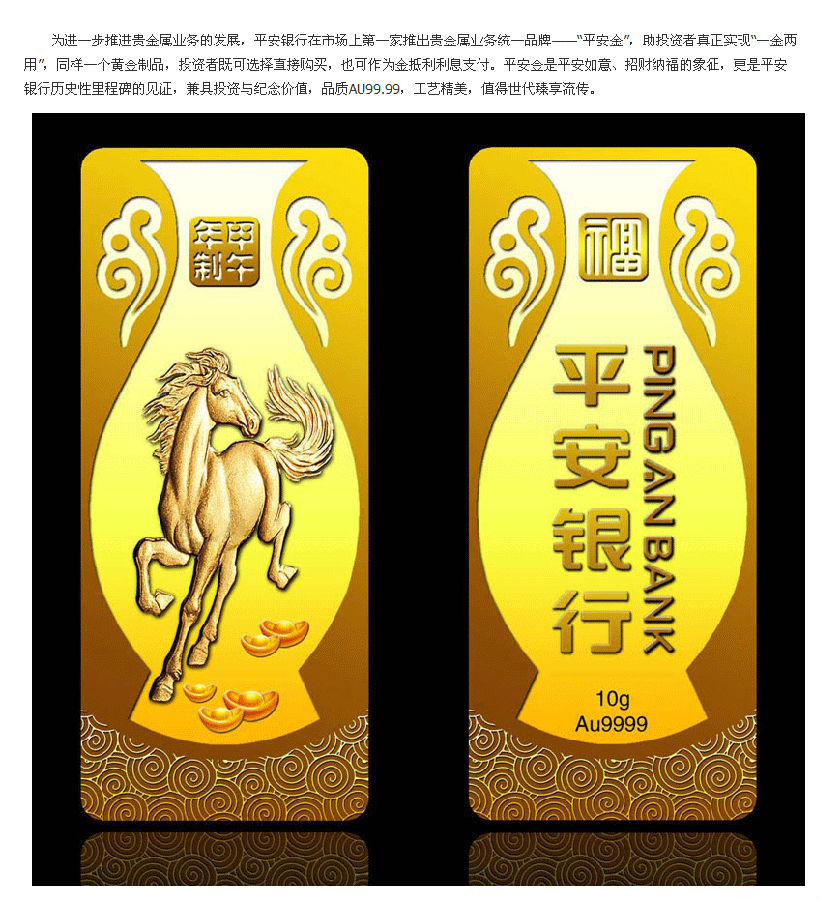 为进一步推进贵金属业务的发展，平安银行在市场上第一家推出贵金属业务统一品牌——“平安金”，助投资者真正实现“一金两
用”，同样一个黄金制品，投资者既可选择直接购买，也可作为金抵利利息支付。平安金是平安如意、招财纳福的象征，更是平安
银行历史性里程碑的见证，兼具投资与纪念价值，品质AU99.99，工艺精美，值得世代臻享流传。
甲午
年制
福
平安银行
PINGAN BANK
10g
Au9999